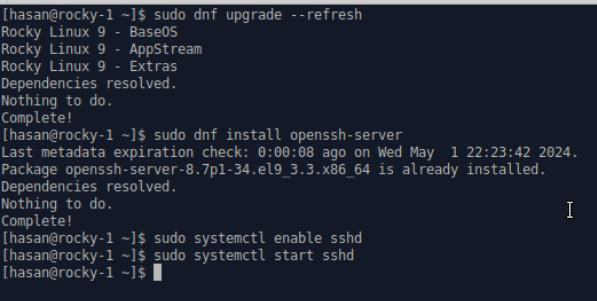 [hasan@rocky-1 ~]$ sudo dnf upgrade --refresh
Rocky Linux 9 - BaseOS
Rocky Linux 9 - AppStream
Rocky Linux 9 - Extras
Dependencies resolved.
Nothing to do.
Complete!
[hasan@rocky-1 ~]$ sudo dnf install openssh-server
Last metadata expiration check: 0:00:08 ago on Wed May  1 22:23:42 2024.
Package openssh-server-8.7p1-34.el9_3.3.x86_64 is already installed.
Dependencies resolved.
Nothing to do.
Complete!
[hasan@rocky-1 ~]$ sudo systemctl enable sshd
[hasan@rocky-1 ~]$ sudo systemctl start sshd
[hasan@rocky-1 ~]$